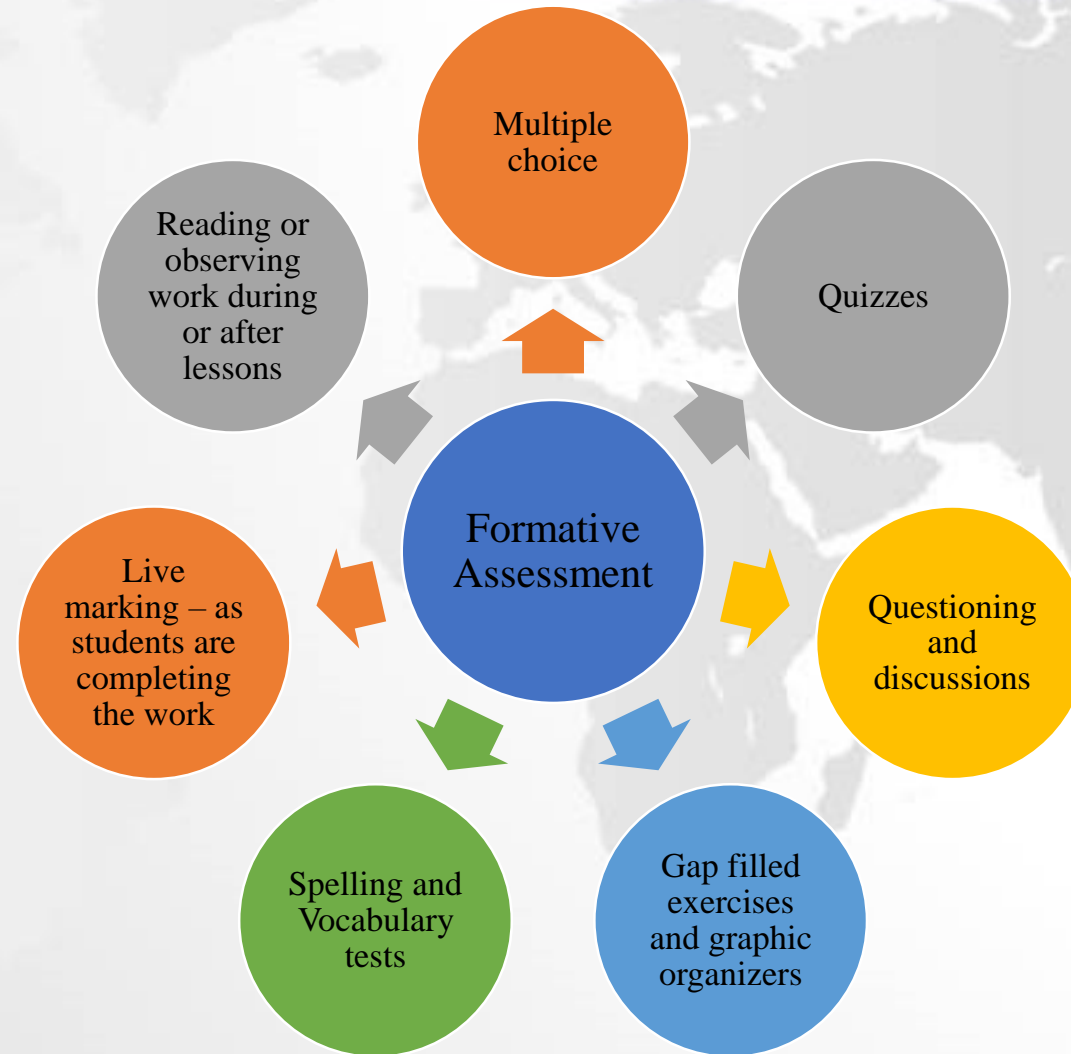 Multiple
choice
Quizzes
Questioning
and
discussions
Gap filled
exercises
and graphic
organizers
Spelling and
Vocabulary
tests
Live
marking – as
students are
completing
the work
Reading or
observing
work during
or after
lessons
Formative
Assessment